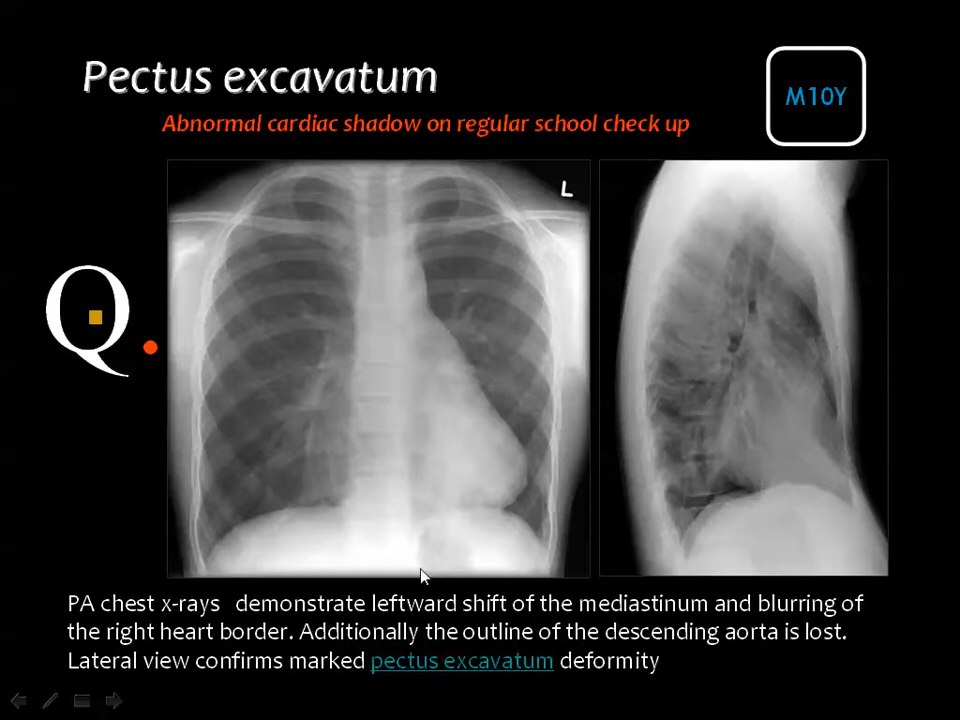 Pectus excavatum
M10Y
Abnormal cardiac shadow on regular school check up
L
Q.
PA chest x-rays demonstrate leftward shift of the mediastinum and blurring of
the right heart border. Additionally the outline of the descending aorta is lost.
Lateral view confirms marked pectus excavatum deformity